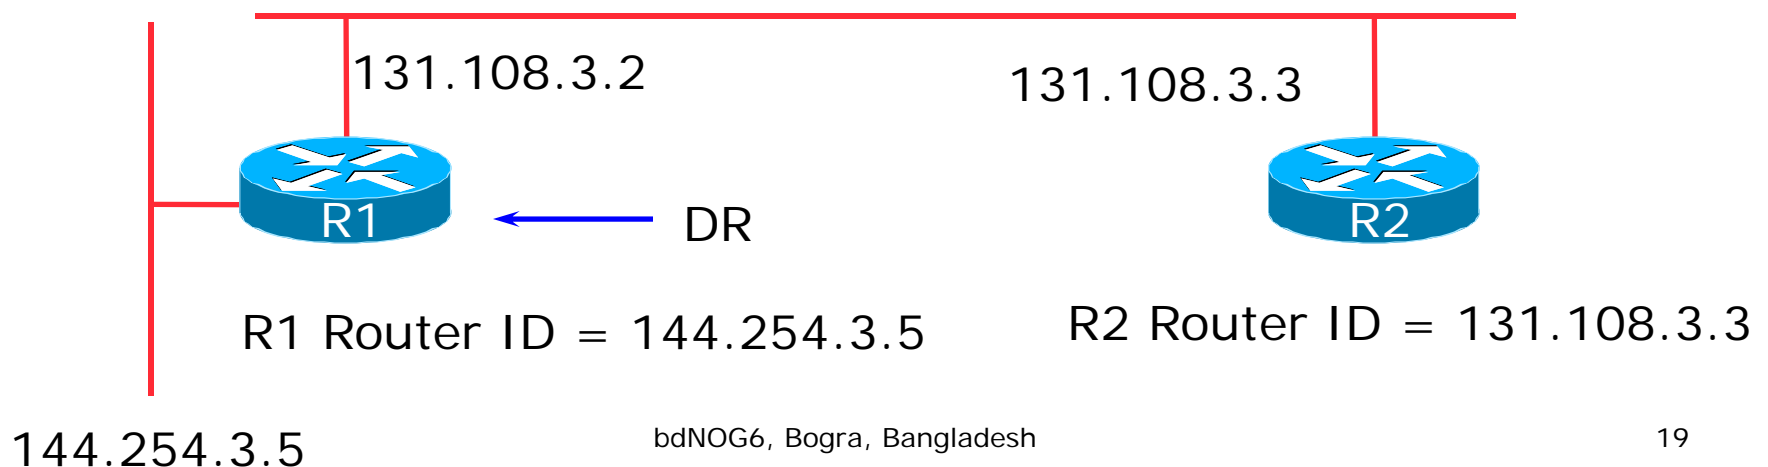 131.108.3.2
131.108.3.3
R1
DR
R2
R1 Router ID = 144.254.3.5
R2 Router ID = 131.108.3.3
144.254.3.5
bdNOG6, Bogra, Bangladesh
19